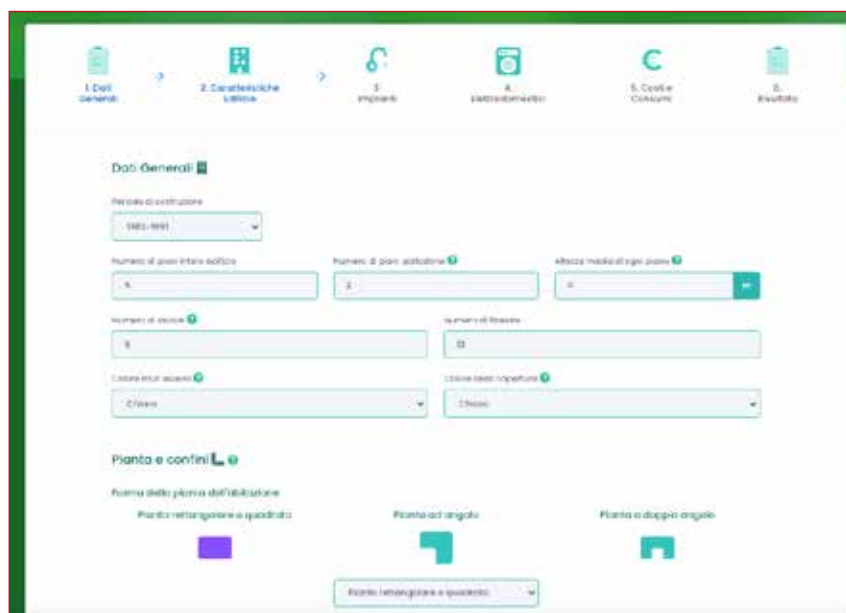 1. Dati
Generali
2. Caratteristiche
Edificio
3.
Impianti
4.
Elettrodomestici
5. Costi e
Consumi
6.
Risultato
Dati Generali
Periodo di costruzione
Numero di piani intero edificio
Numero di piani abitazione
Altezza media di ogni piano
Numero di
Numero di finestre
13
Colore muri esterni
Colore della copertura
Chiaro
Chiaro
Pianta e confini
Forma della pianta dell'abitazione
Pianta rettangolare o quadrata
Pianta ad angolo
Pianta a doppio angolo
Pianta rettangolare o quadrata